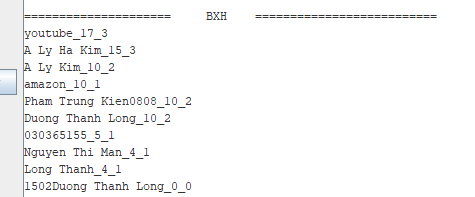 ===================== BXH ==========================
youtube_17_3
A Ly Ha Kim_15_3
A Ly Kim_10_2
amazon_10_1
Pham Trung Kien0808_10_2
Duong Thanh Long_10_2
030365155_5_1
Nguyen Thi Man_4_1
Long Thanh_4_1
1502Duong Thanh Long_0_0